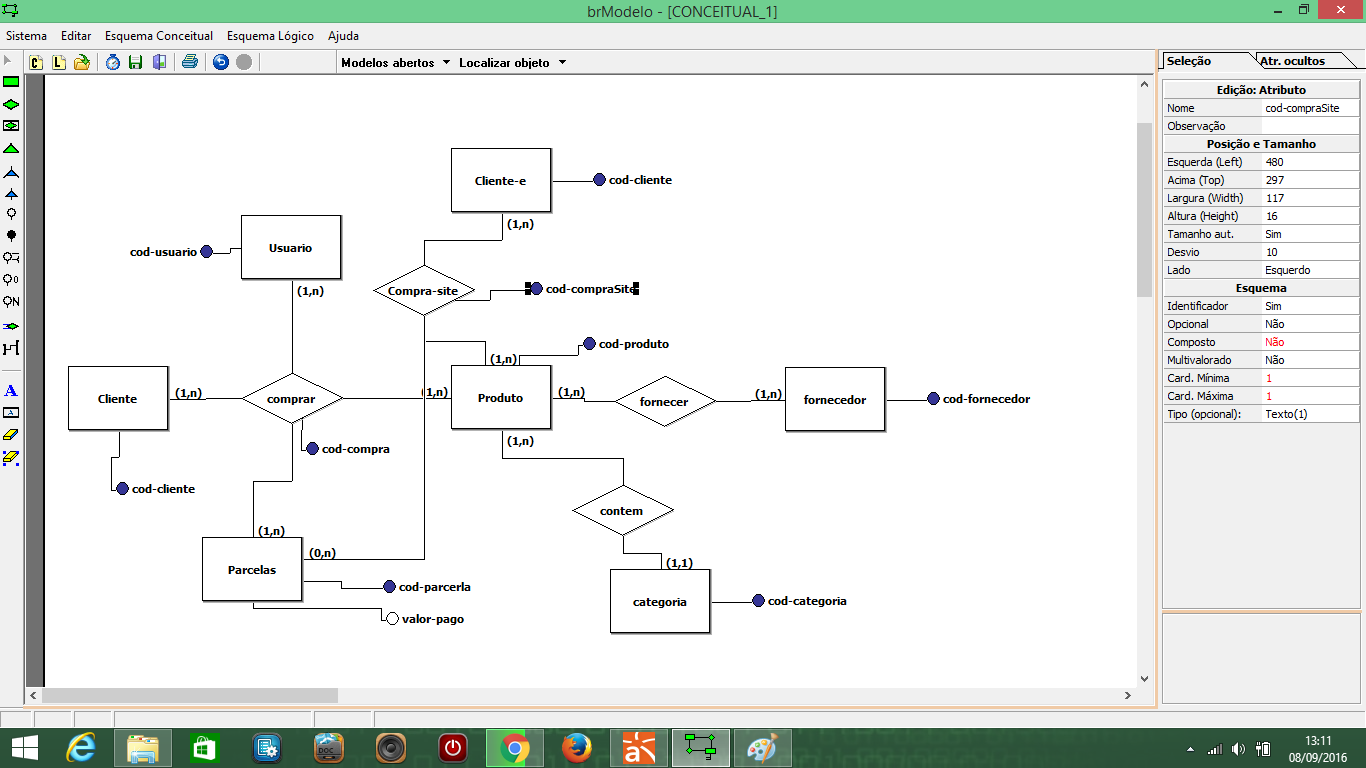 brModelo - [CONCEITUAL_1]
Sistema Editar Esquema Conceitual Esquema Lógico Ajuda
C L Modelos abertos Localizar objeto
Seleção Atr. ocultos
Edição: Atributo
Nome cod-compraSite
Observação
Posição e Tamanho
Esquerda (Left) 480
Acima (Top) 297
Largura (Width) 117
Altura (Height) 16
Tamanho aut. Sim
Desvio 10
Lado Esquerdo
Esquema
Identificador Sim
Opcional Não
Composto Não
Multivalorado Não
Card. Mínima 1
Card. Máxima 1
Tipo (opcional): Texto(1)
Cliente-e cod-cliente
(1,n)
Usuario
cod-usuario
(1,n)
Compra-site
cod-compraSite
cod-produto
(1,n)
Cliente (1,n) comprar (1,n) Produto (1,n) fornecer (1,n) fornecedor cod-fornecedor
cod-compra
(1,n)
cod-cliente
contem
(1,n)
(0,n)
(1,1)
Parcelas
cod-parcerla
valor-pago
categoria cod-categoria
A
A
0
N
DOC
13:11
08/09/2016